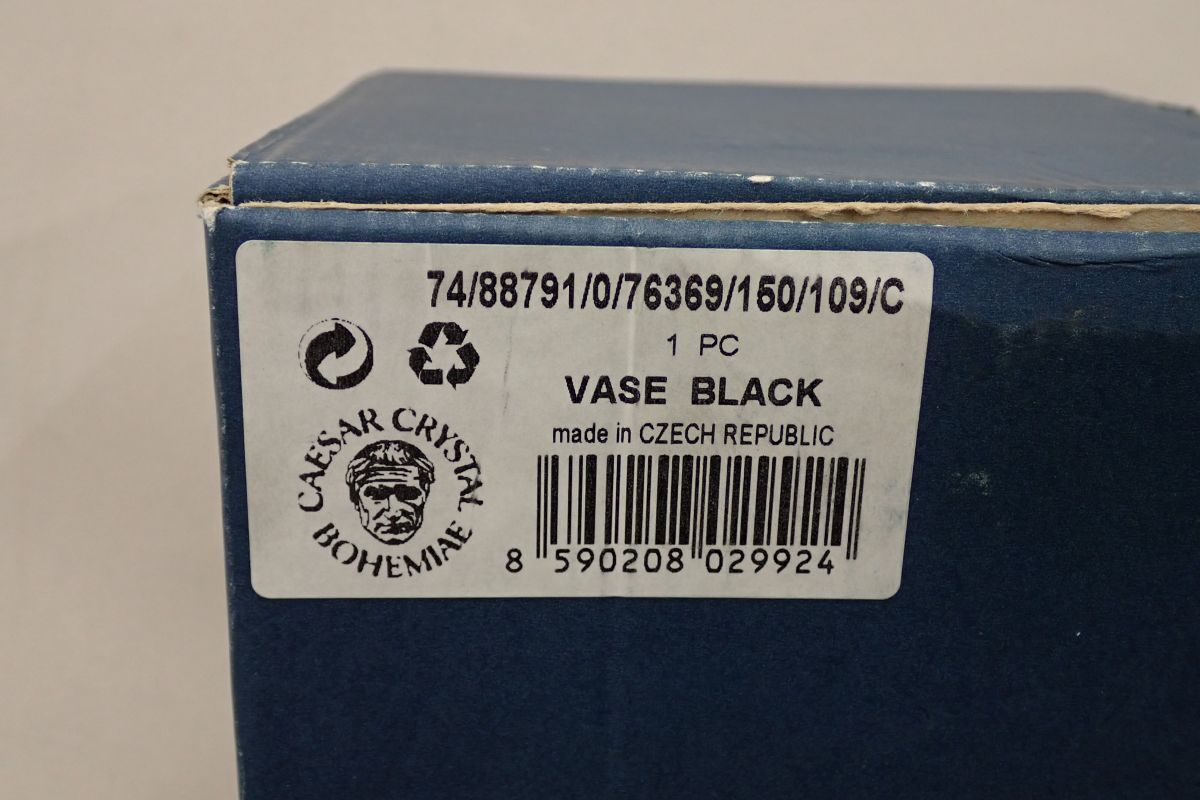 74/88791/0/76369/150/109/C
1 PC
VASE BLACK
made in CZECH REPUBLIC
CAESAR CRYSTAL
BOHEMIAE
8 590208 029924